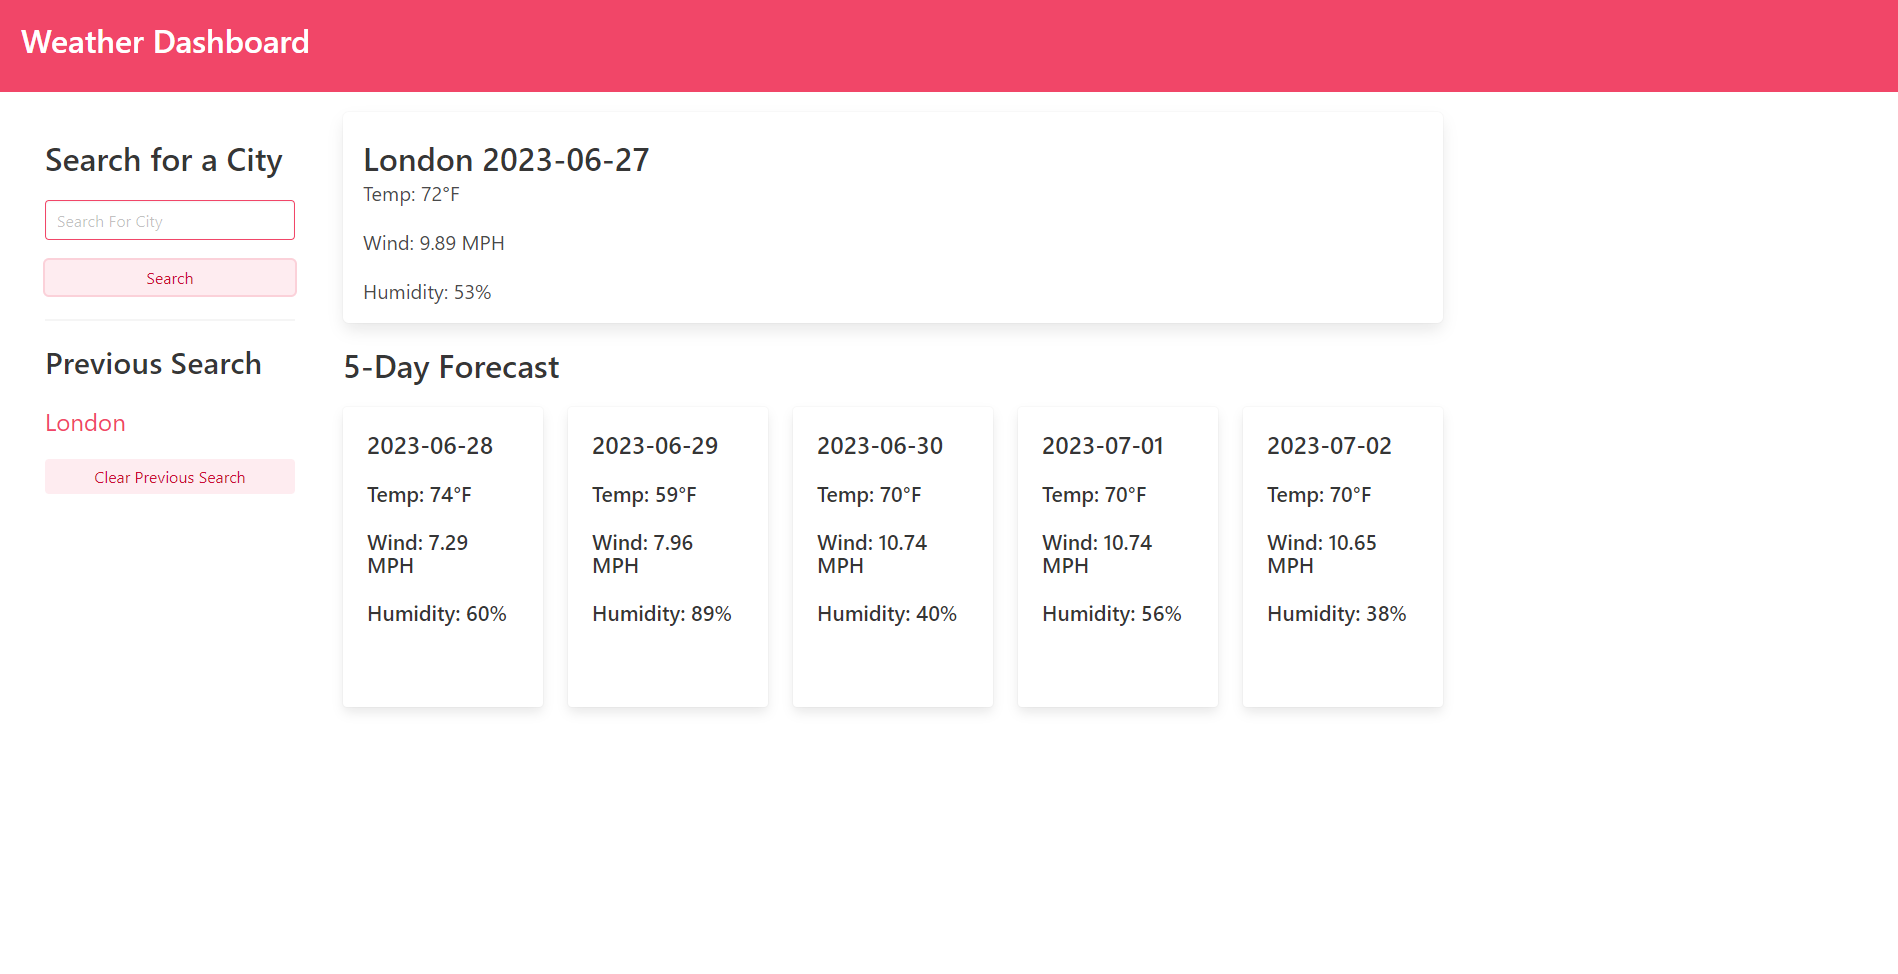 Weather Dashboard
Search for a City
Search For City
Search
Previous Search
London
Clear Previous Search
London 2023-06-27
Temp: 72°F
Wind: 9.89 MPH
Humidity: 53%
5-Day Forecast
2023-06-28
Temp: 74°F
Wind: 7.29
MPH
Humidity: 60%
2023-06-29
Temp: 59°F
Wind: 7.96
MPH
Humidity: 89%
2023-06-30
Temp: 70°F
Wind: 10.74
MPH
Humidity: 40%
2023-07-01
Temp: 70°F
Wind: 10.74
MPH
Humidity: 56%
2023-07-02
Temp: 70°F
Wind: 10.65
MPH
Humidity: 38%